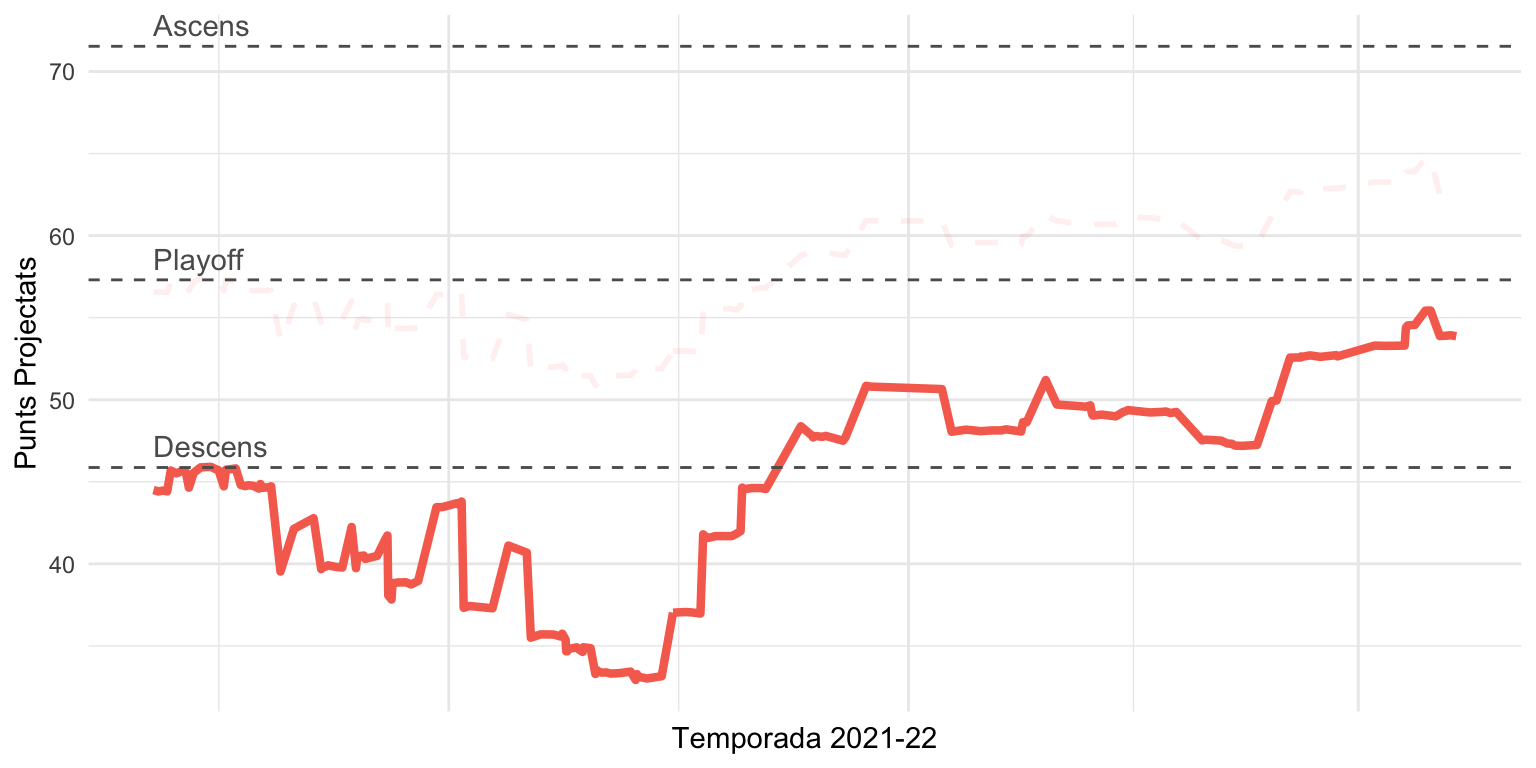 Ascens
70
60
Playoff
50
Descens
40
Punts Projectats
Temporada 2021-22